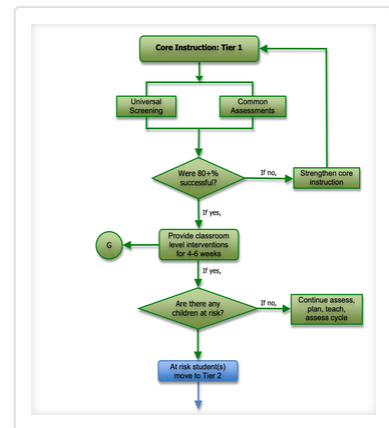 Core Instruction: Tier 1
Universal
Screening
Common
Assessments
Were 80+%
successful?
If no,
Strengthen core
instruction
If yes,
G
Provide classroom
level interventions
for 4-6 weeks
If yes,
Are there any
children at risk?
If no,
Continue assess,
plan, teach,
assess cycle
At risk student(s)
move to Tier 2